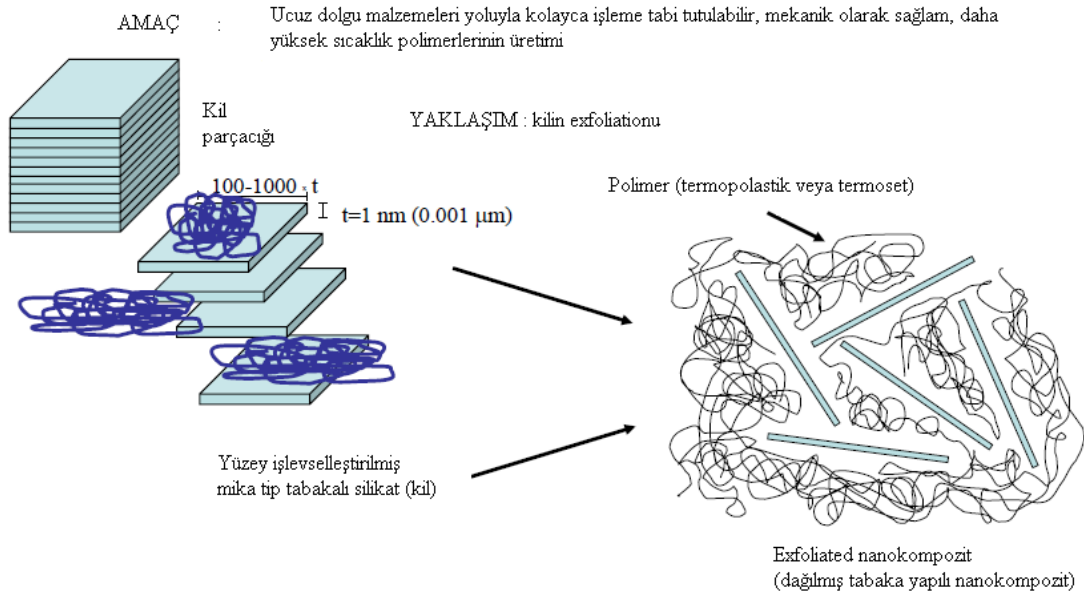 AMAÇ : Ucuz dolgu malzemeleri yoluyla kolayca işleme tabi tutulabilir, mekanik olarak sağlam, daha
yüksek sıcaklık polimerlerinin üretimi
Kil
parçacığı
YAKLAŞIM : kilin exfoliationu
100-1000 × t
t=1 nm (0.001 µm)
Polimer (termopolastik veya termoset)
Yüzey işlevselleştirilmiş
mika tip tabakalı silikat (kil)
Exfoliated nanokompozit
(dağılmış tabaka yapılı nanokompozit)